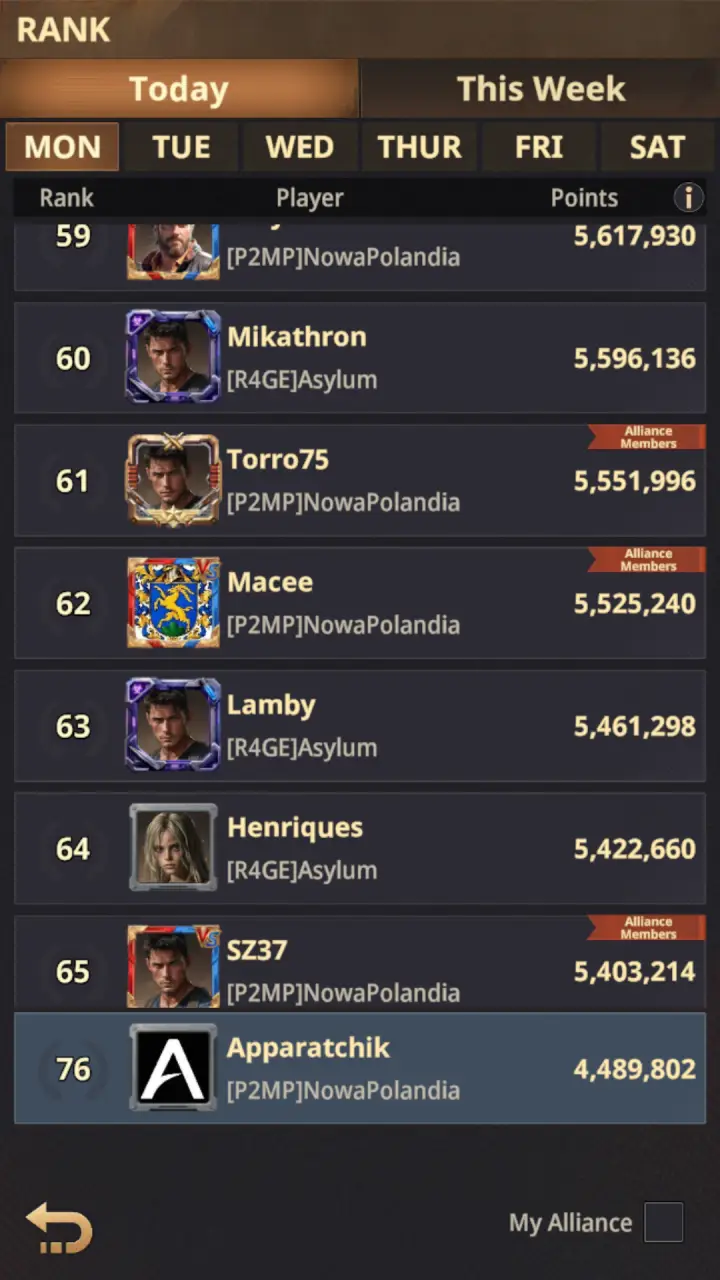 RANK
Today
This Week
MON
TUE
WED
THUR
FRI
SAT
Rank
Player
Points
59
[P2MP]NowaPolandia
5,617,930
60
Mikathron
[R4GE]Asylum
5,596,136
61
Torro75
[P2MP]NowaPolandia
Alliance
Members
5,551,996
62
Macee
[P2MP]NowaPolandia
Alliance
Members
5,525,240
63
Lamby
[R4GE]Asylum
5,461,298
64
Henriques
[R4GE]Asylum
5,422,660
65
SZ37
[P2MP]NowaPolandia
Alliance
Members
5,403,214
76
Apparatchik
[P2MP]NowaPolandia
4,489,802
My Alliance